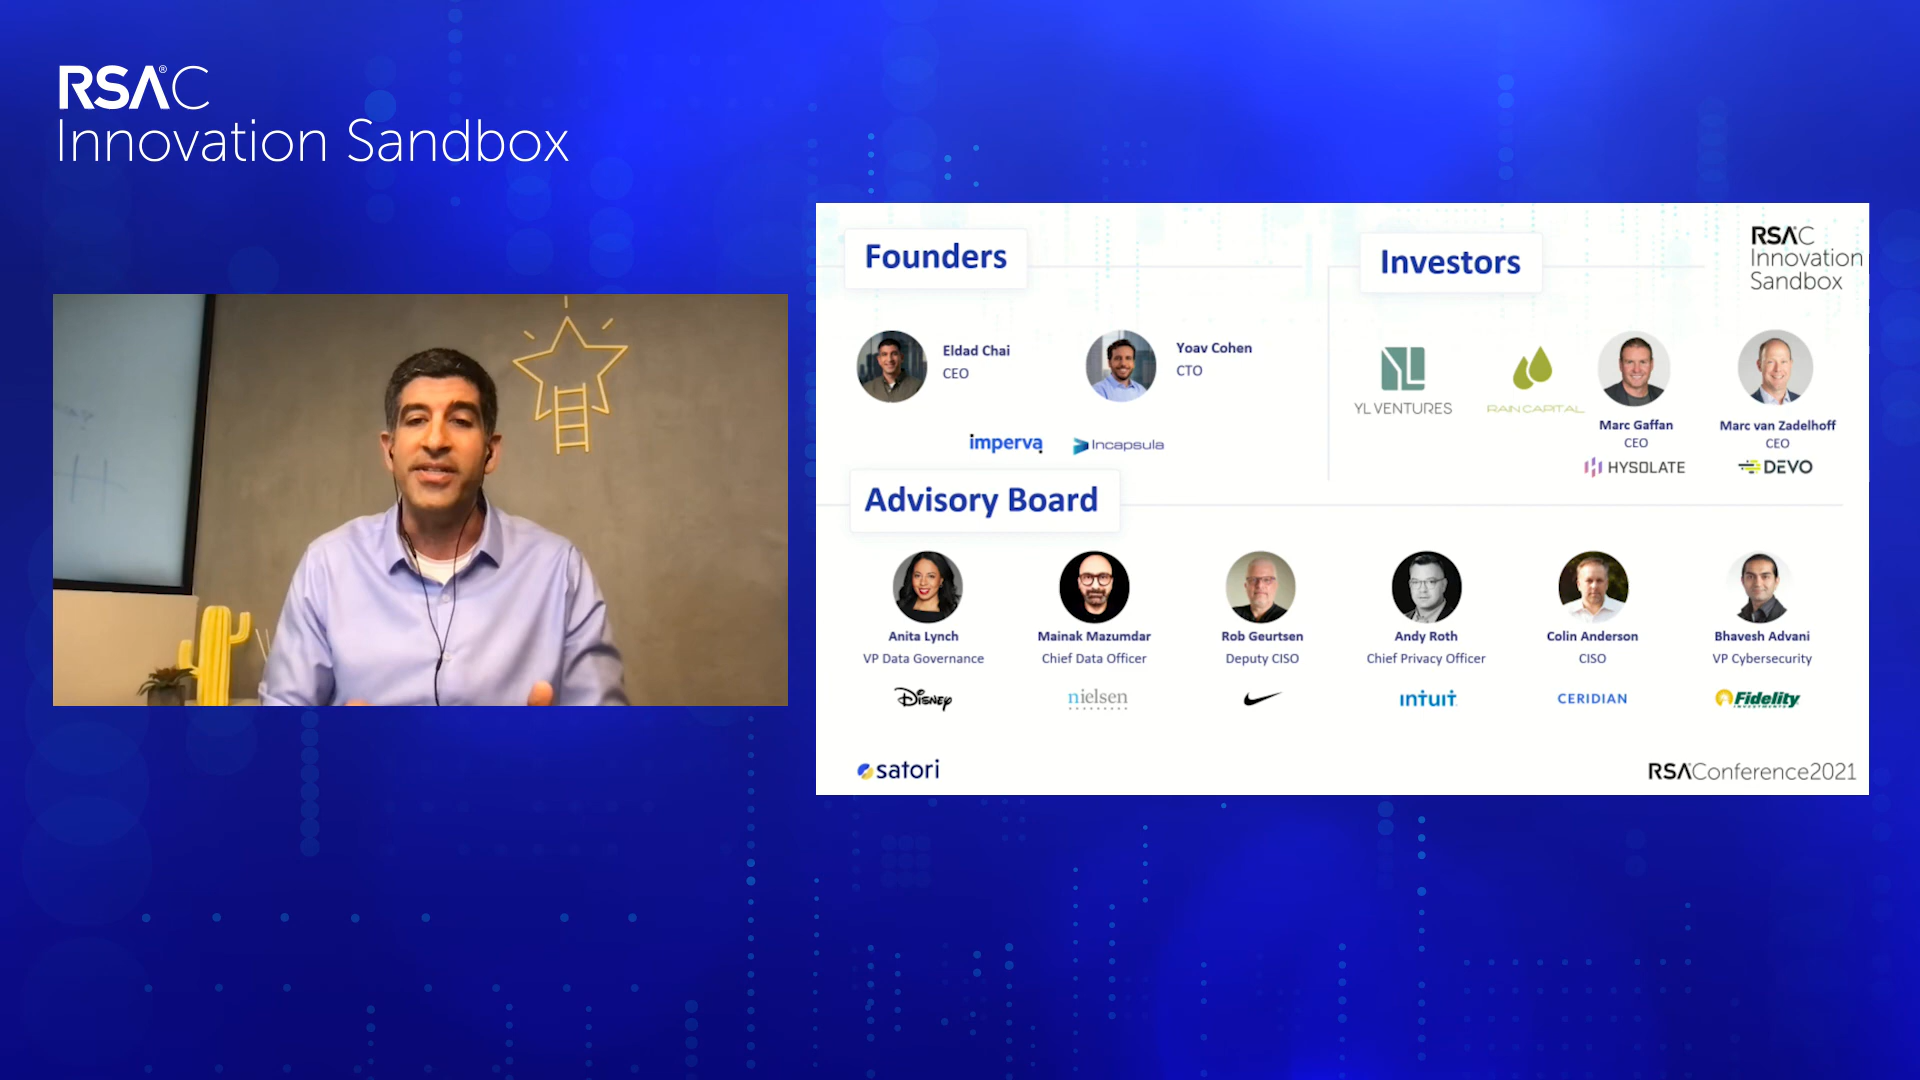 RSA®C
Innovation Sandbox
Founders
Investors
RSAC
Innovation
Sandbox
Eldad Chai
CEO
Yoav Cohen
CTO
imperva
Incapsula
YL VENTURES
RAIN CAPITAL
Marc Gaffan
CEO
HYSOLATE
Marc van Zadelhoff
CEO
DEVO
Advisory Board
Anita Lynch
VP Data Governance
Disney
Mainak Mazumdar
Chief Data Officer
nielsen
Rob Geurtsen
Deputy CISO
Andy Roth
Chief Privacy Officer
intuit
Colin Anderson
CISO
CERIDIAN
Bhavesh Advani
VP Cybersecurity
Fidelity
INVESTMENTS
satori
RSAConference2021